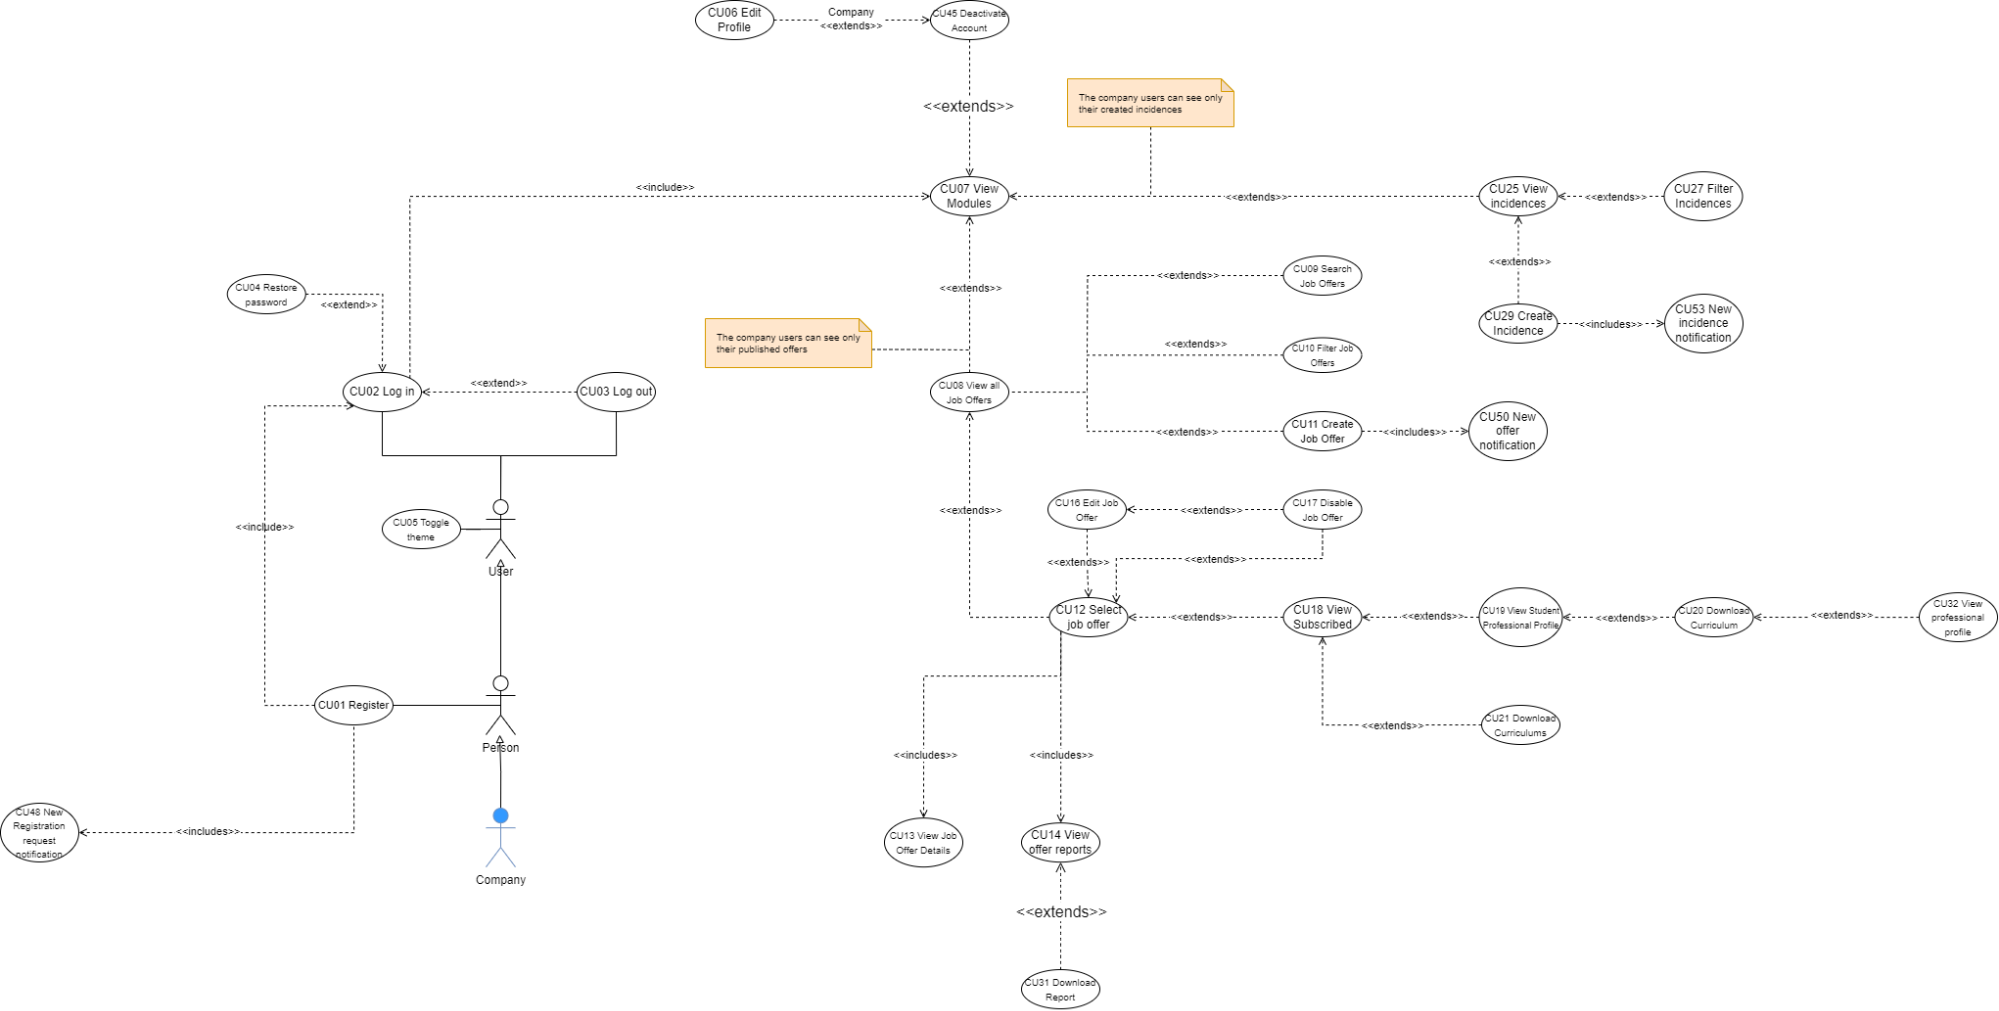 CU06 Edit
Profile
Company
<<extends>>
CU45 Deactivate
Account
<<extends>>
The company users can see only
their created incidences
<<include>>
CU07 View
Modules
<<extends>>
CU25 View
incidences
<<extends>>
CU27 Filter
Incidences
CU04 Restore
password
<<extend>>
<<extends>>
CU09 Search
Job Offers
<<extends>>
<<extends>>
CU29 Create
Incidence
<<includes>>
CU53 New
incidence
notification
The company users can see only
their published offers
<<extends>>
CU10 Filter Job
Offers
CU02 Log in
<<extend>>
CU03 Log out
CU08 View all
Job Offers
<<extends>>
CU11 Create
Job Offer
<<includes>>
CU50 New
offer
notification
<<include>>
CU05 Toggle
theme
User
<<extends>>
CU16 Edit Job
Offer
<<extends>>
CU17 Disable
Job Offer
<<extends>>
<<extends>>
CU12 Select
job offer
<<extends>>
CU18 View
Subscribed
<<extends>>
CU19 View Student
Professional Profile
<<extends>>
CU20 Download
Curriculum
<<extends>>
CU32 View
professional
profile
CU01 Register
Person
<<extends>>
CU21 Download
Curriculums
<<includes>>
<<includes>>
CU48 New
Registration
request
notification
<<includes>>
CU13 View Job
Offer Details
CU14 View
offer reports
Company
<<extends>>
CU31 Download
Report